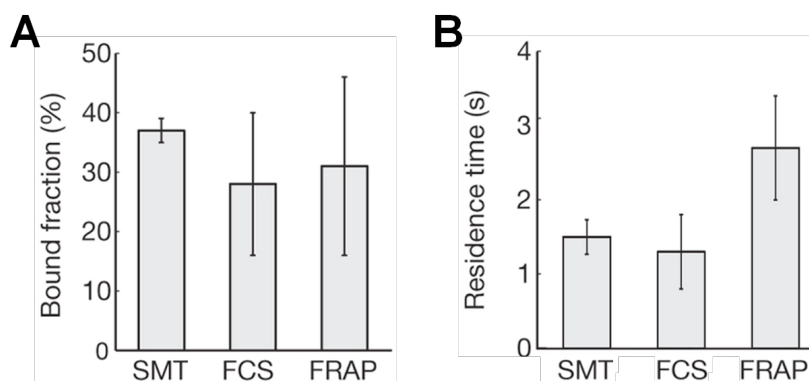 A
Bound fraction (%)
50
40
30
20
10
0
SMT FCS FRAP
B
Residence time (s)
4
3
2
1
0
SMT FCS FRAP